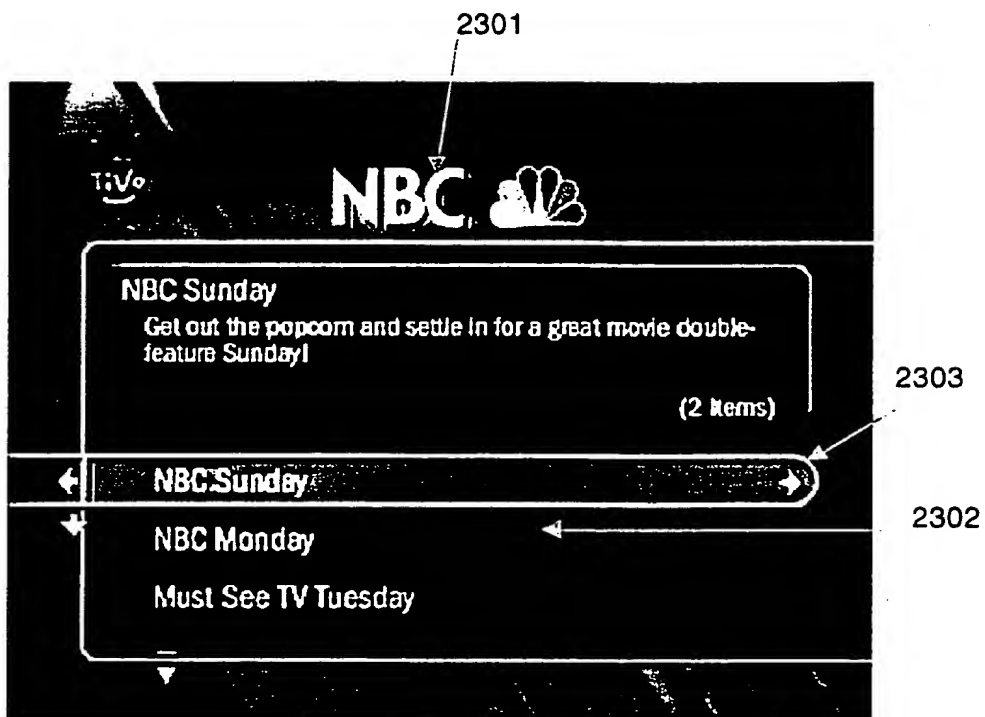 2301
TiVo
NBC
NBC Sunday
Get out the popcorn and settle in for a great movie double-
feature Sunday!
(2 Items)
2303
NBC Sunday
2302
NBC Monday
Must See TV Tuesday